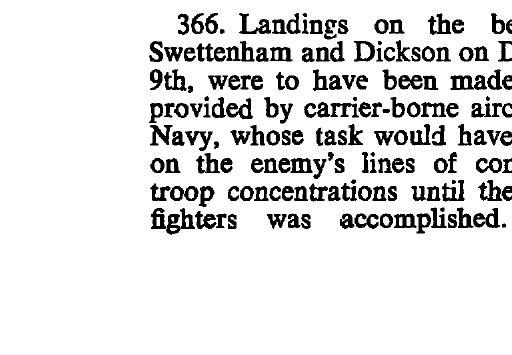 366. Landings on the be
Swettenham and Dickson on D
9th, were to have been made
provided by carrier-borne airc
Navy, whose task would have
on the enemy's lines of con
troop concentrations until the
fighters was accomplished.